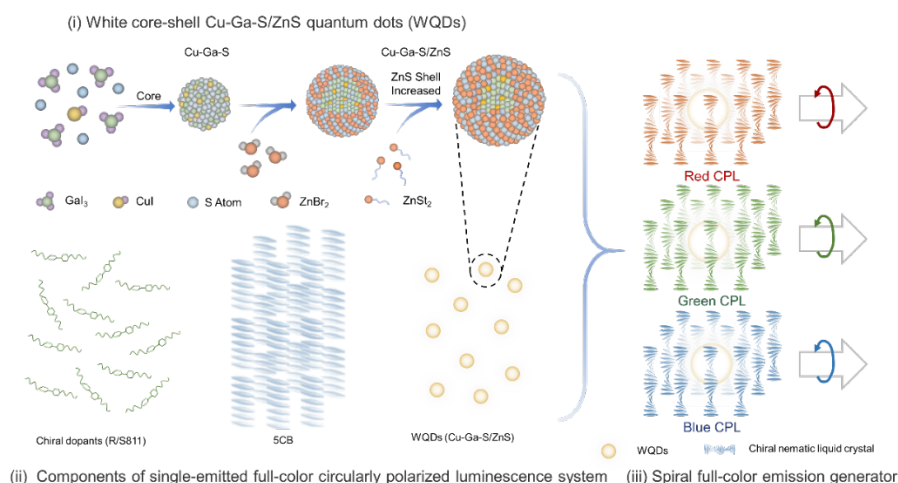 (i) White core-shell Cu-Ga-S/ZnS quantum dots (WQDs)
Cu-Ga-S
Cu-Ga-S/ZnS
Core
ZnS Shell
Increased
GaI₃
CuI
S Atom
ZnBr₂
ZnSt₂
Red CPL
Green CPL
Blue CPL
Chiral dopants (R/S811)
5CB
WQDs (Cu-Ga-S/ZnS)
WQDs
Chiral nematic liquid crystal
(ii) Components of single-emitted full-color circularly polarized luminescence system
(iii) Spiral full-color emission generator